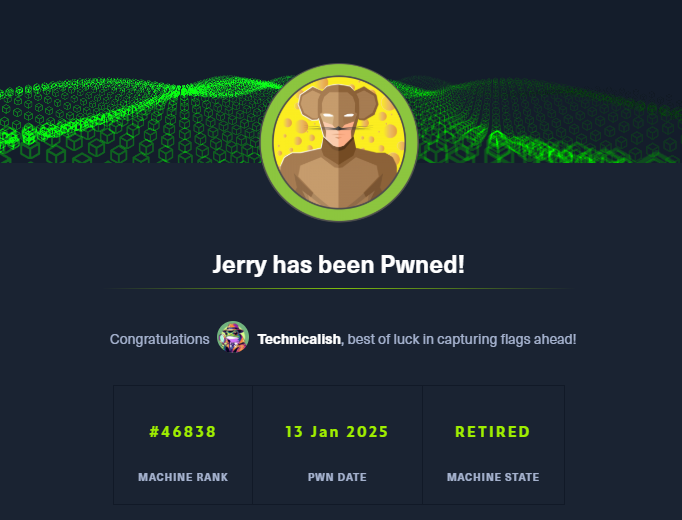 Jerry has been Pwned!
Congratulations Technicalish, best of luck in capturing flags ahead!
#46838 13 Jan 2025 RETIRED
MACHINE RANK PWN DATE MACHINE STATE